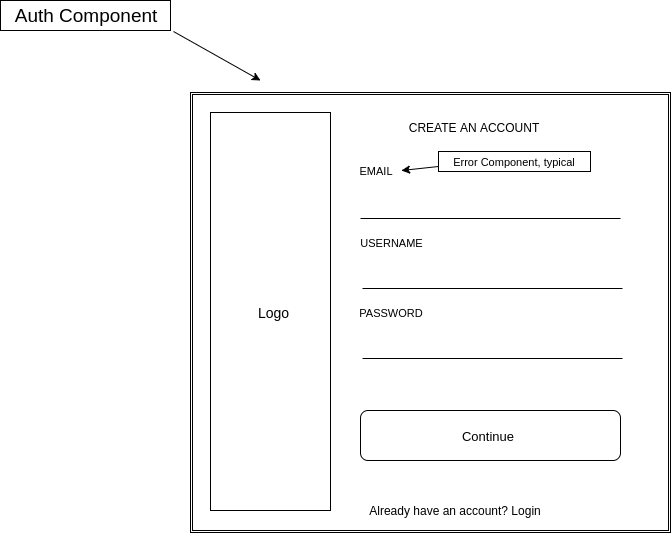 Auth Component
CREATE AN ACCOUNT
Error Component, typical
EMAIL
USERNAME
Logo
PASSWORD
Continue
Already have an account? Login